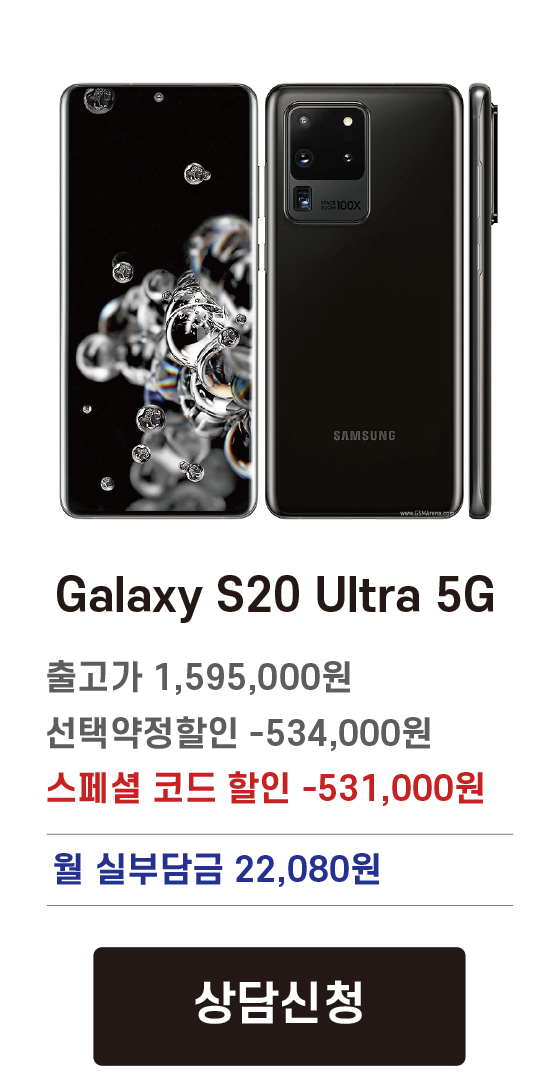 SPACE ZOOM 100X
SAMSUNG
www.GSMArena.com
Galaxy S20 Ultra 5G
출고가 1,595,000원
선택약정할인 -534,000원
스페셜 코드 할인 -531,000원
월 실부담금 22,080원
상담신청